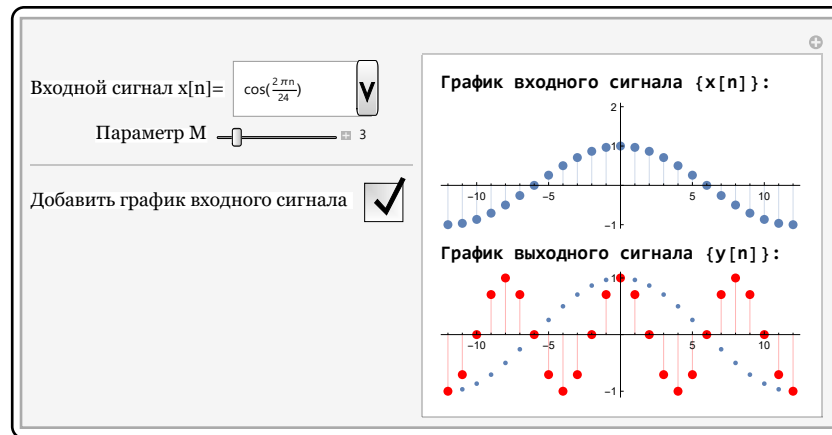 Входной сигнал x[n]= cos(2 π n / 24)
Параметр M 3
Добавить график входного сигнала
График входного сигнала {x[n]}:
2
1
-10 -5 5 10
-1
График выходного сигнала {y[n]}:
1
-10 -5 5 10
-1